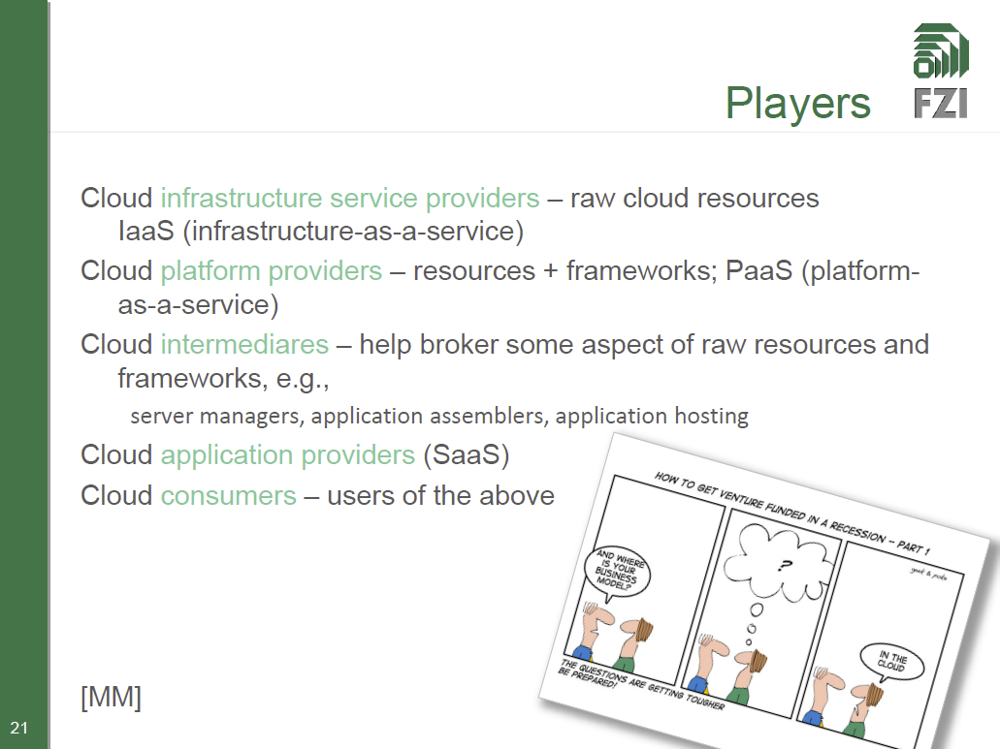 FZI
Players
Cloud infrastructure service providers – raw cloud resources
IaaS (infrastructure-as-a-service)
Cloud platform providers – resources + frameworks; PaaS (platform-
as-a-service)
Cloud intermediares – help broker some aspect of raw resources and
frameworks, e.g.,
server managers, application assemblers, application hosting
Cloud application providers (SaaS)
Cloud consumers – users of the above
HOW TO GET VENTURE FUNDED IN A RECESSION – PART 1
AND WHERE
IS YOUR
BUSINESS
MODEL?
?
geek & poke
IN THE
CLOUD
THE QUESTIONS ARE GETTING TOUGHER
BE PREPARED!
[MM]
21